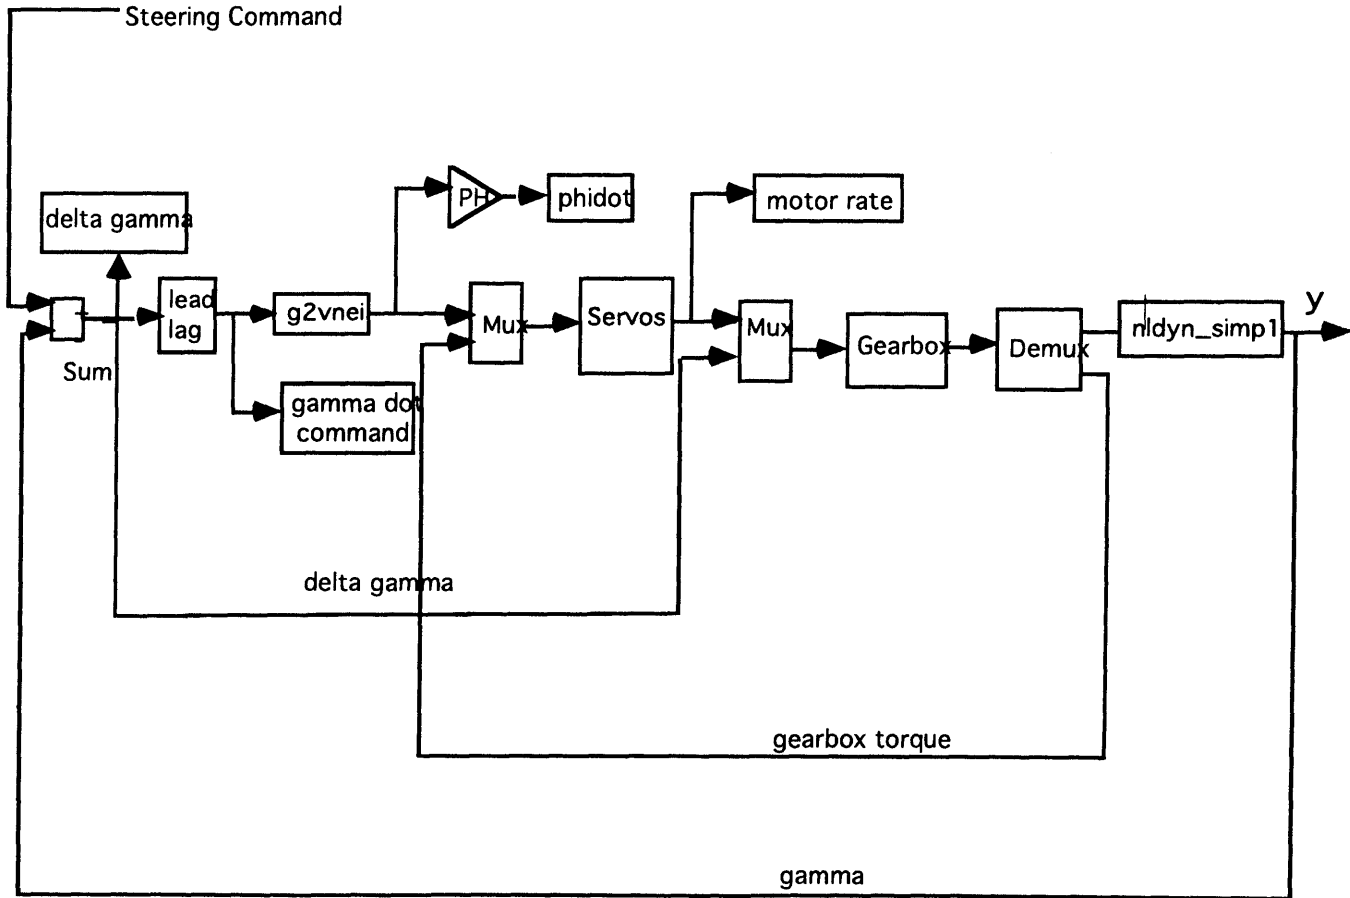 Steering Command
delta gamma
PH
phidot
motor rate
lead
lag
g2vnei
Mux
Servos
Mux
Gearbox
Demux
nldyn_simp1
y
Sum
gamma dot
command
delta gamma
gearbox torque
gamma